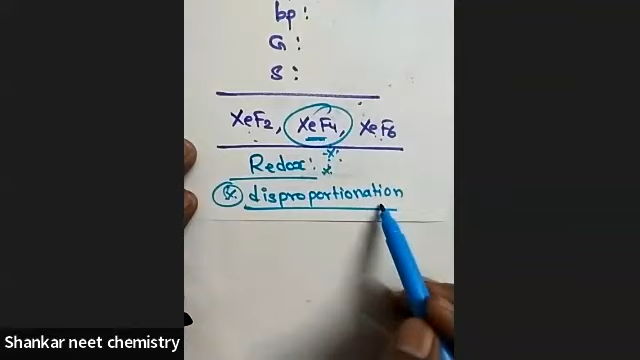 bp:
G:
S:
XeF2, XeF4, XeF6
Redox:
disproportionation
Shankar neet chemistry